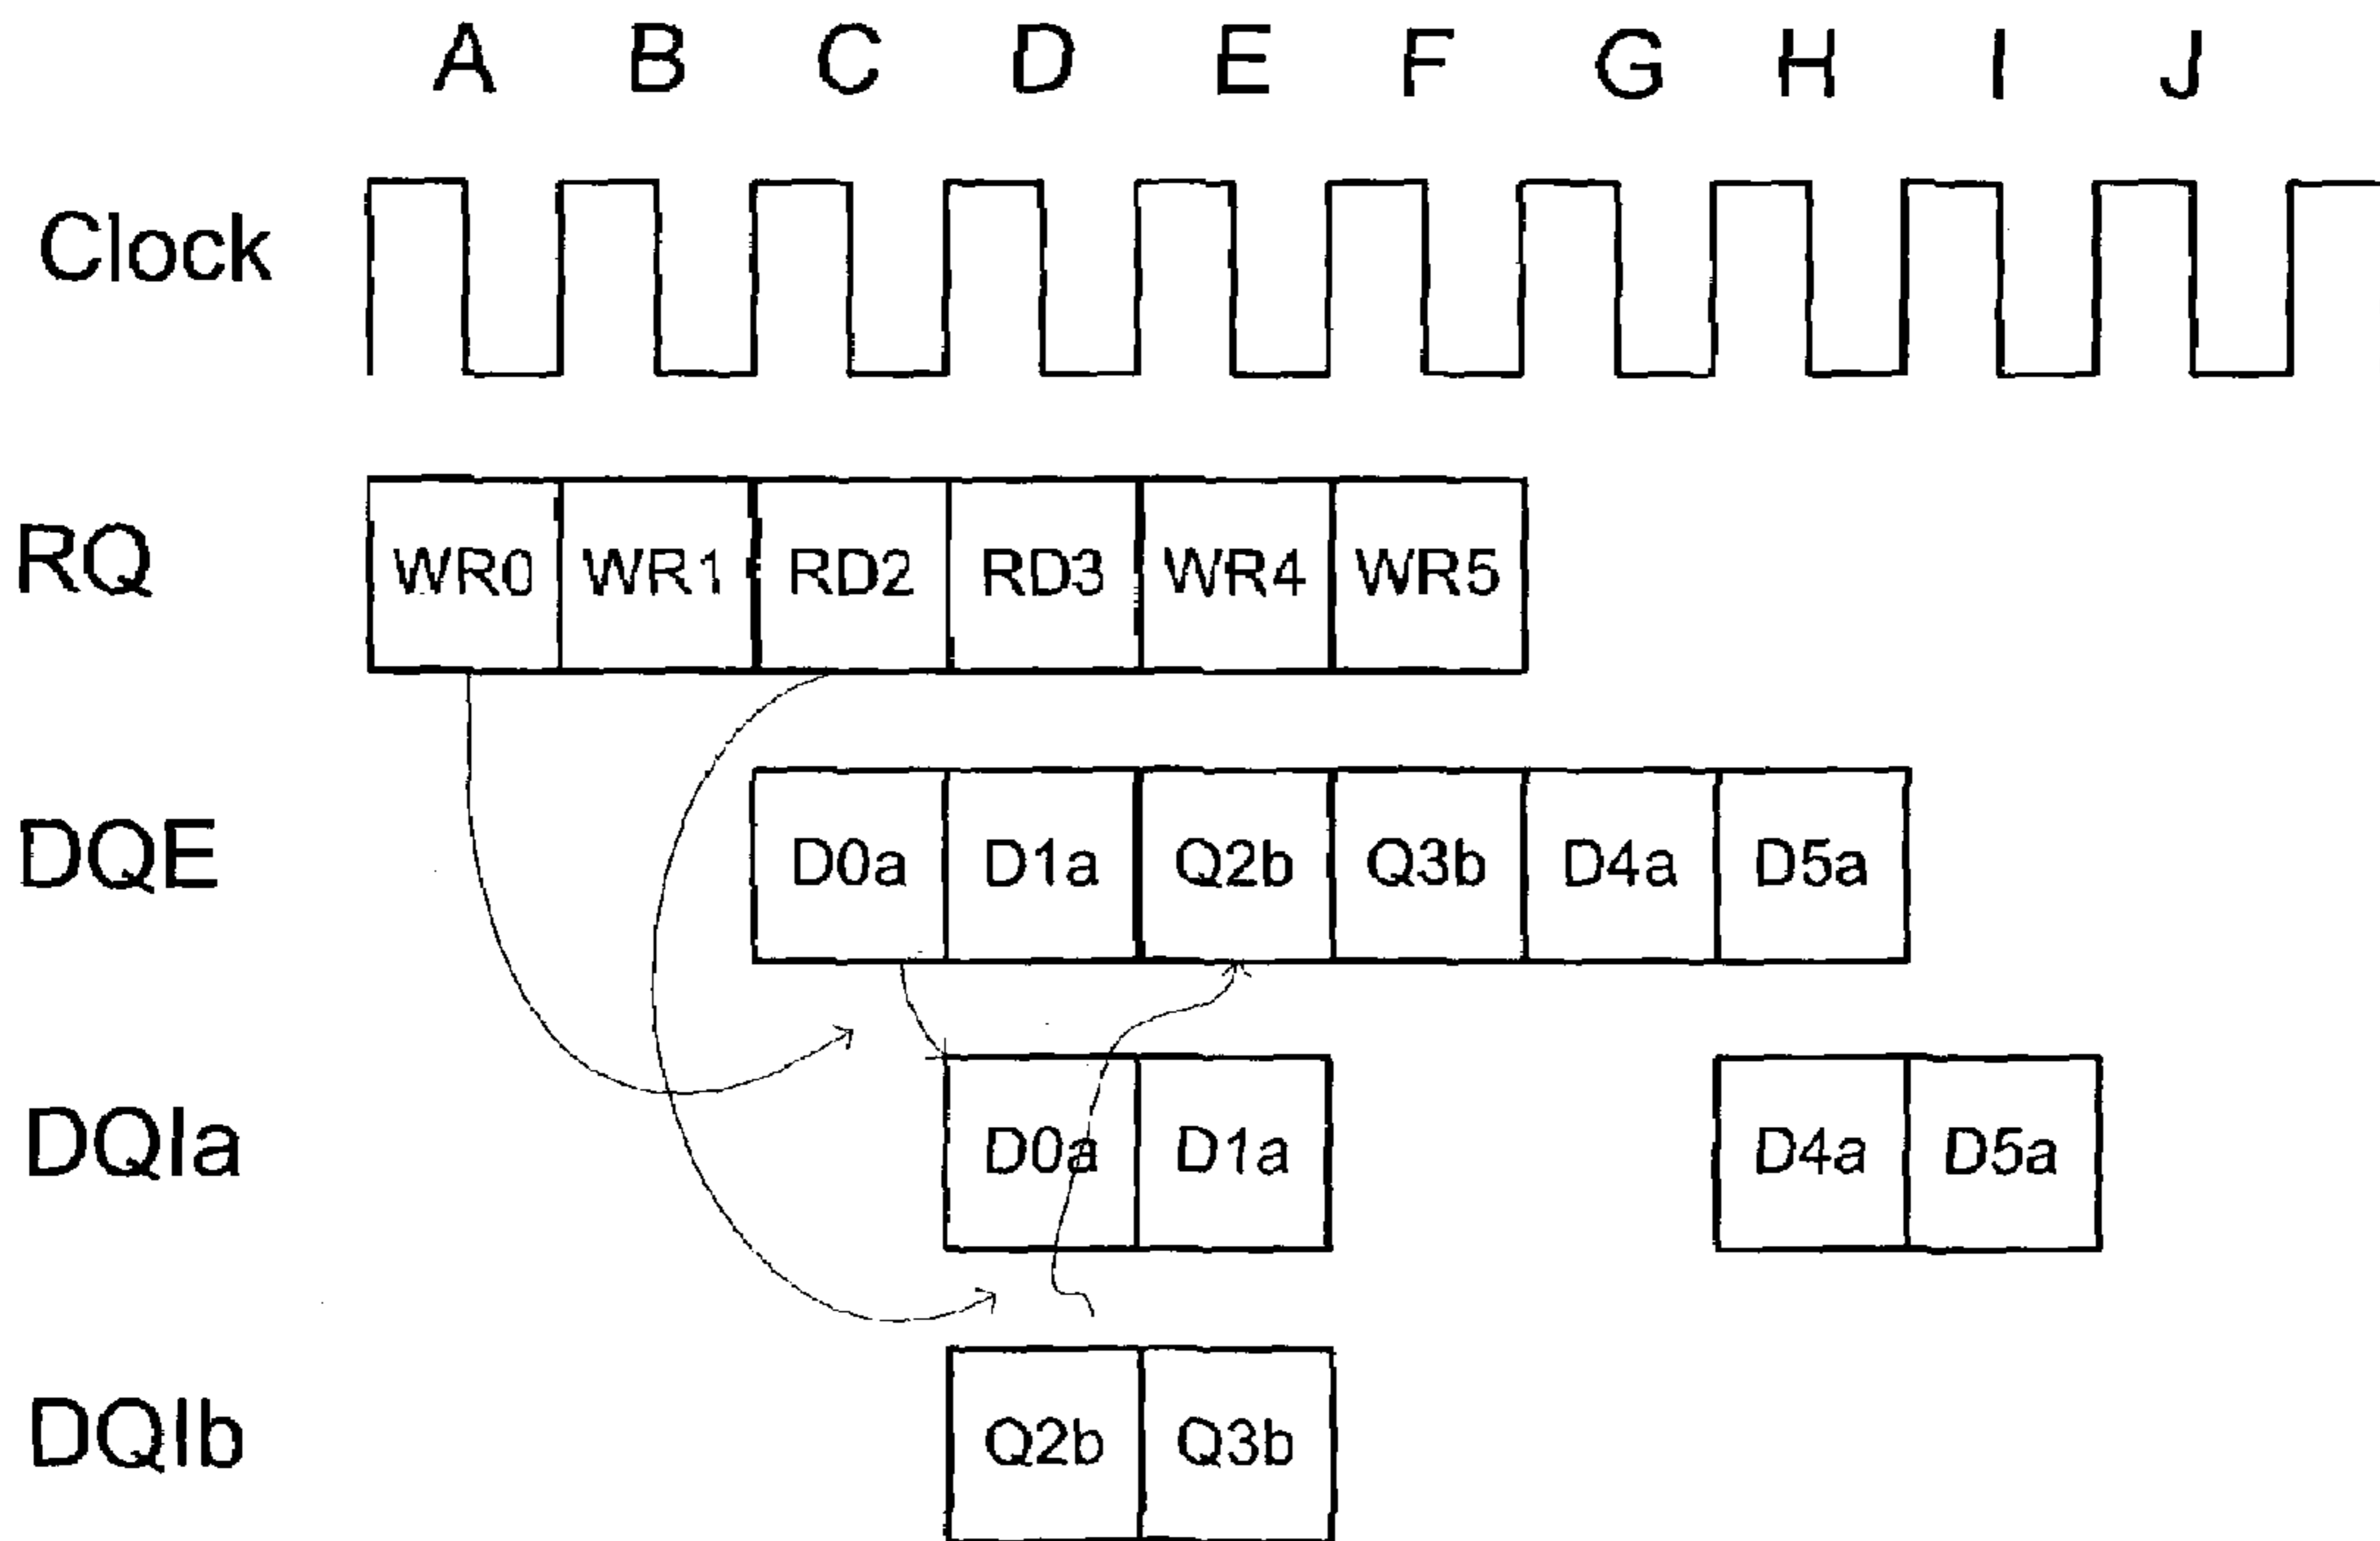 A B C D E F G H I J
Clock
RQ WR0 WR1 RD2 RD3 WR4 WR5
DQE D0a D1a Q2b Q3b D4a D5a
DQIa D0a D1a D4a D5a
DQIb Q2b Q3b